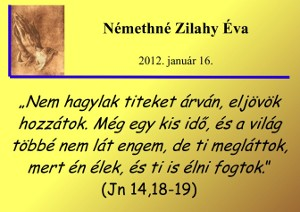 Némethné Zilahy Éva
2012. január 16.
„Nem hagylak titeket árván, eljövök
hozzátok. Még egy kis idő, és a világ
többé nem lát engem, de ti megláttok,
mert én élek, és ti is élni fogtok."
(Jn 14,18-19)